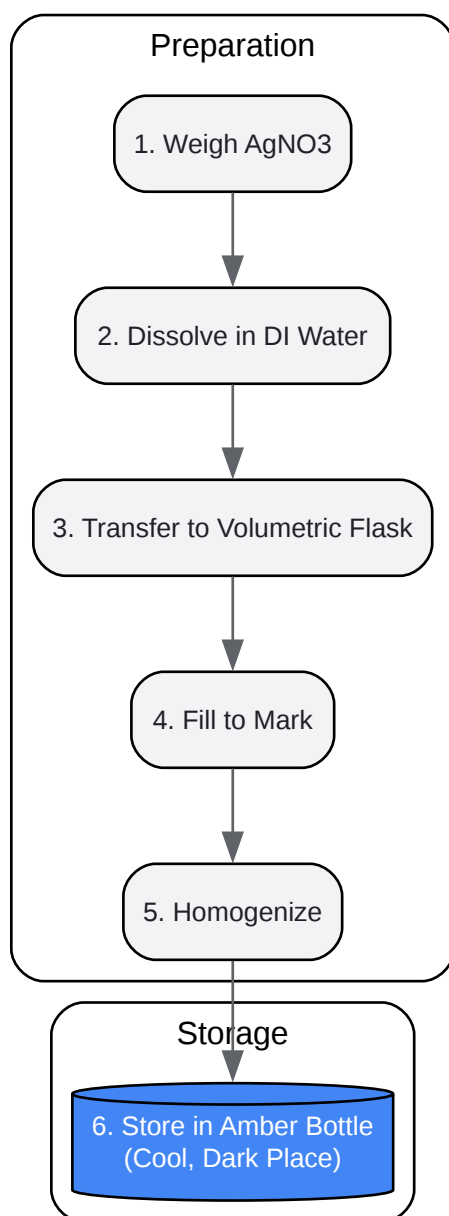 Preparation
1. Weigh AgNO3
2. Dissolve in DI Water
3. Transfer to Volumetric Flask
4. Fill to Mark
5. Homogenize
Storage
6. Store in Amber Bottle
(Cool, Dark Place)